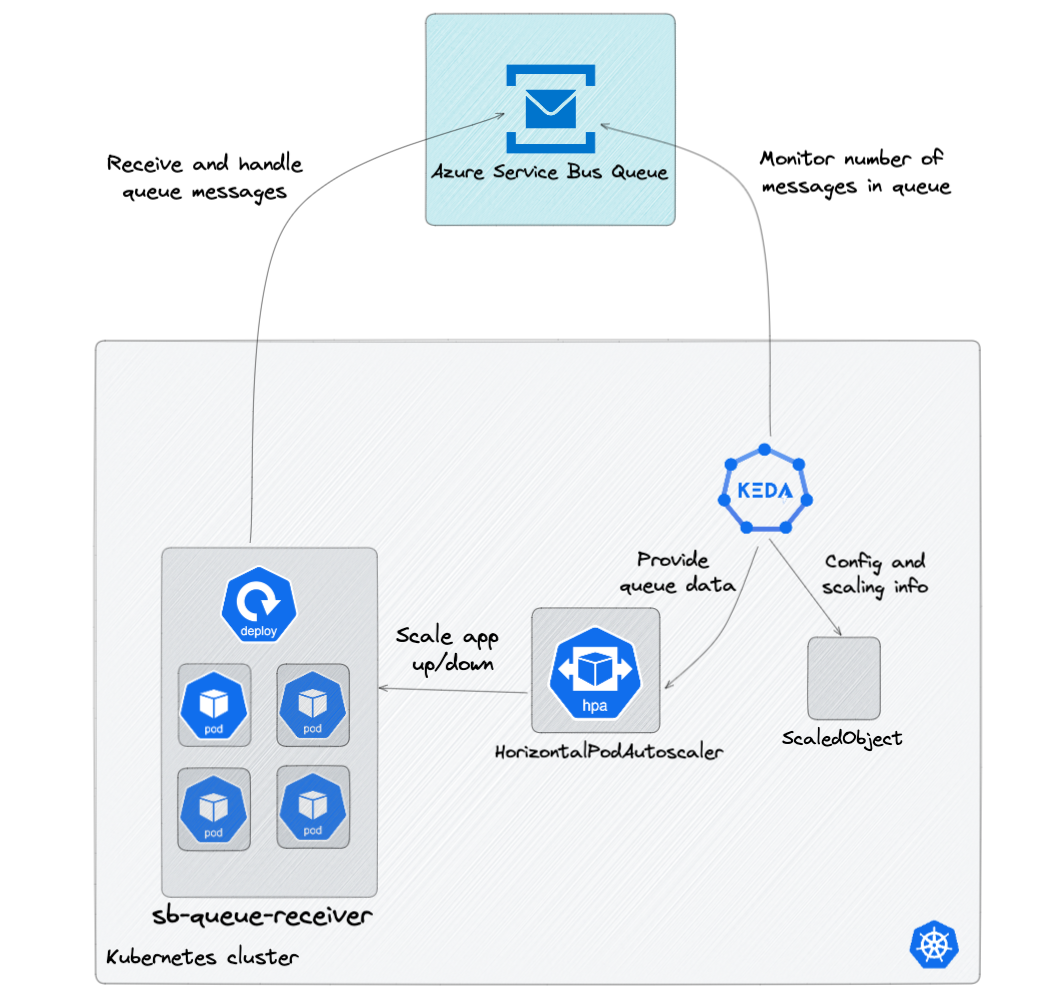 Receive and handle
queue messages
Azure Service Bus Queue
Monitor number of
messages in queue
KEDA
Provide
queue data
Config and
scaling info
deploy
Scale app
up/down
hpa
pod
pod
HorizontalPodAutoscaler
ScaledObject
pod
pod
sb-queue-receiver
Kubernetes cluster